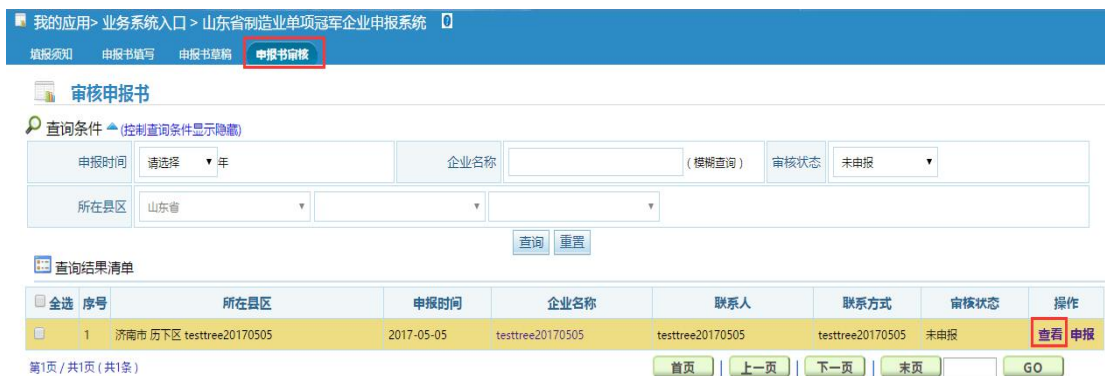 我的应用> 业务系统入口 > 山东省制造业单项冠军企业申报系统
填报须知 申报书填写 申报书草稿 申报书审核
审核申报书
查询条件 (控制查询条件显示隐藏)
申报时间 请选择 年 企业名称 (模糊查询) 审核状态 未申报
所在县区 山东省
查询 重置
查询结果清单
全选 序号 所在县区 申报时间 企业名称 联系人 联系方式 审核状态 操作
1 济南市 历下区 testtree20170505 2017-05-05 testtree20170505 testtree20170505 testtree20170505 未申报 查看 申报
第1页 / 共1页 ( 共1条 ) 首页 | 上一页 | 下一页 | 末页 GO